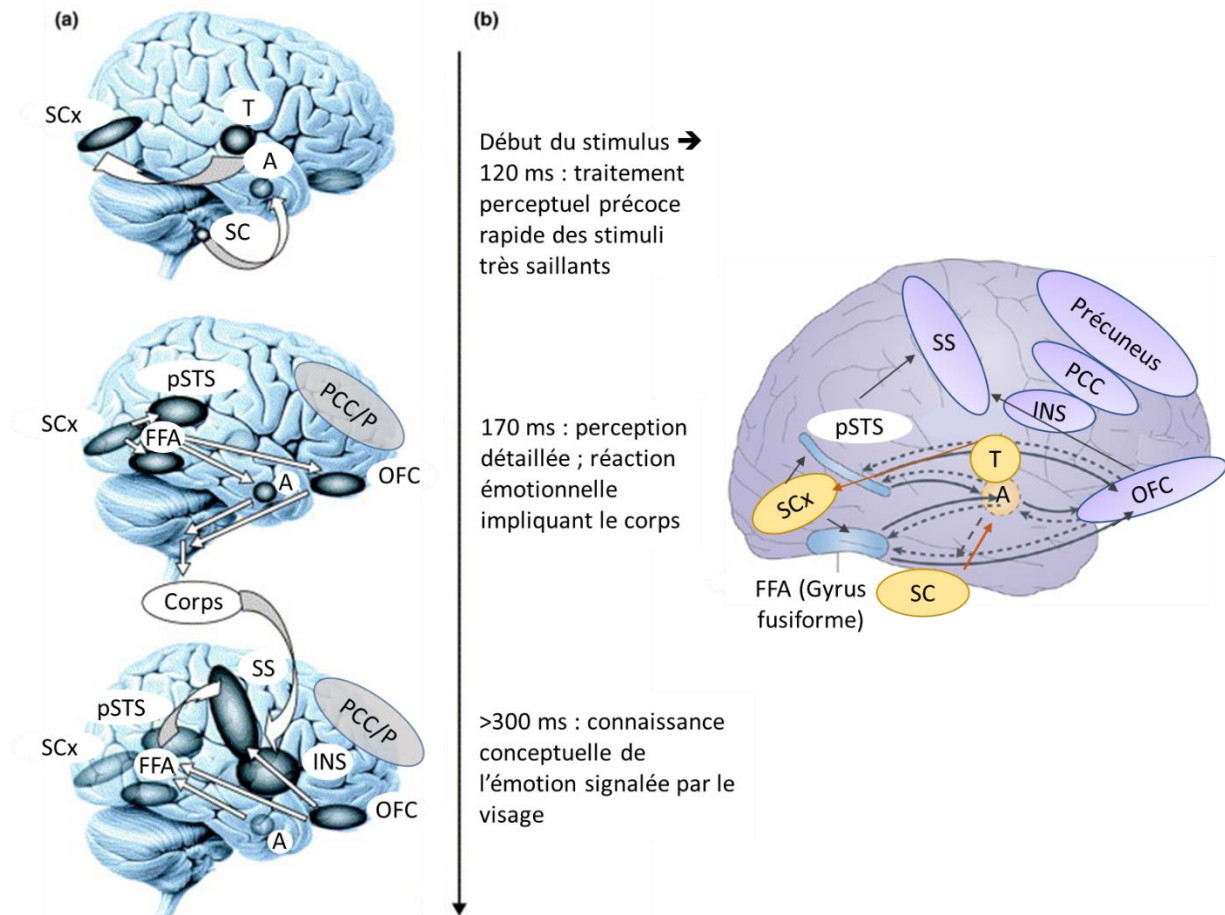 (a)
SCx
T
A
SC
pSTS
PCC/P
SCx
FFA
A
OFC
Corps
SS
pSTS
PCC/P
SCx
FFA
INS
OFC
A
(b)
Début du stimulus ➔
120 ms : traitement
perceptuel précoce
rapide des stimuli
très saillants
170 ms : perception
détaillée ; réaction
émotionnelle
impliquant le corps
>300 ms : connaissance
conceptuelle de
l’émotion signalée par le
visage
SS
Précuneus
PCC
INS
pSTS
T
SCx
A
OFC
FFA (Gyrus
fusiforme)
SC